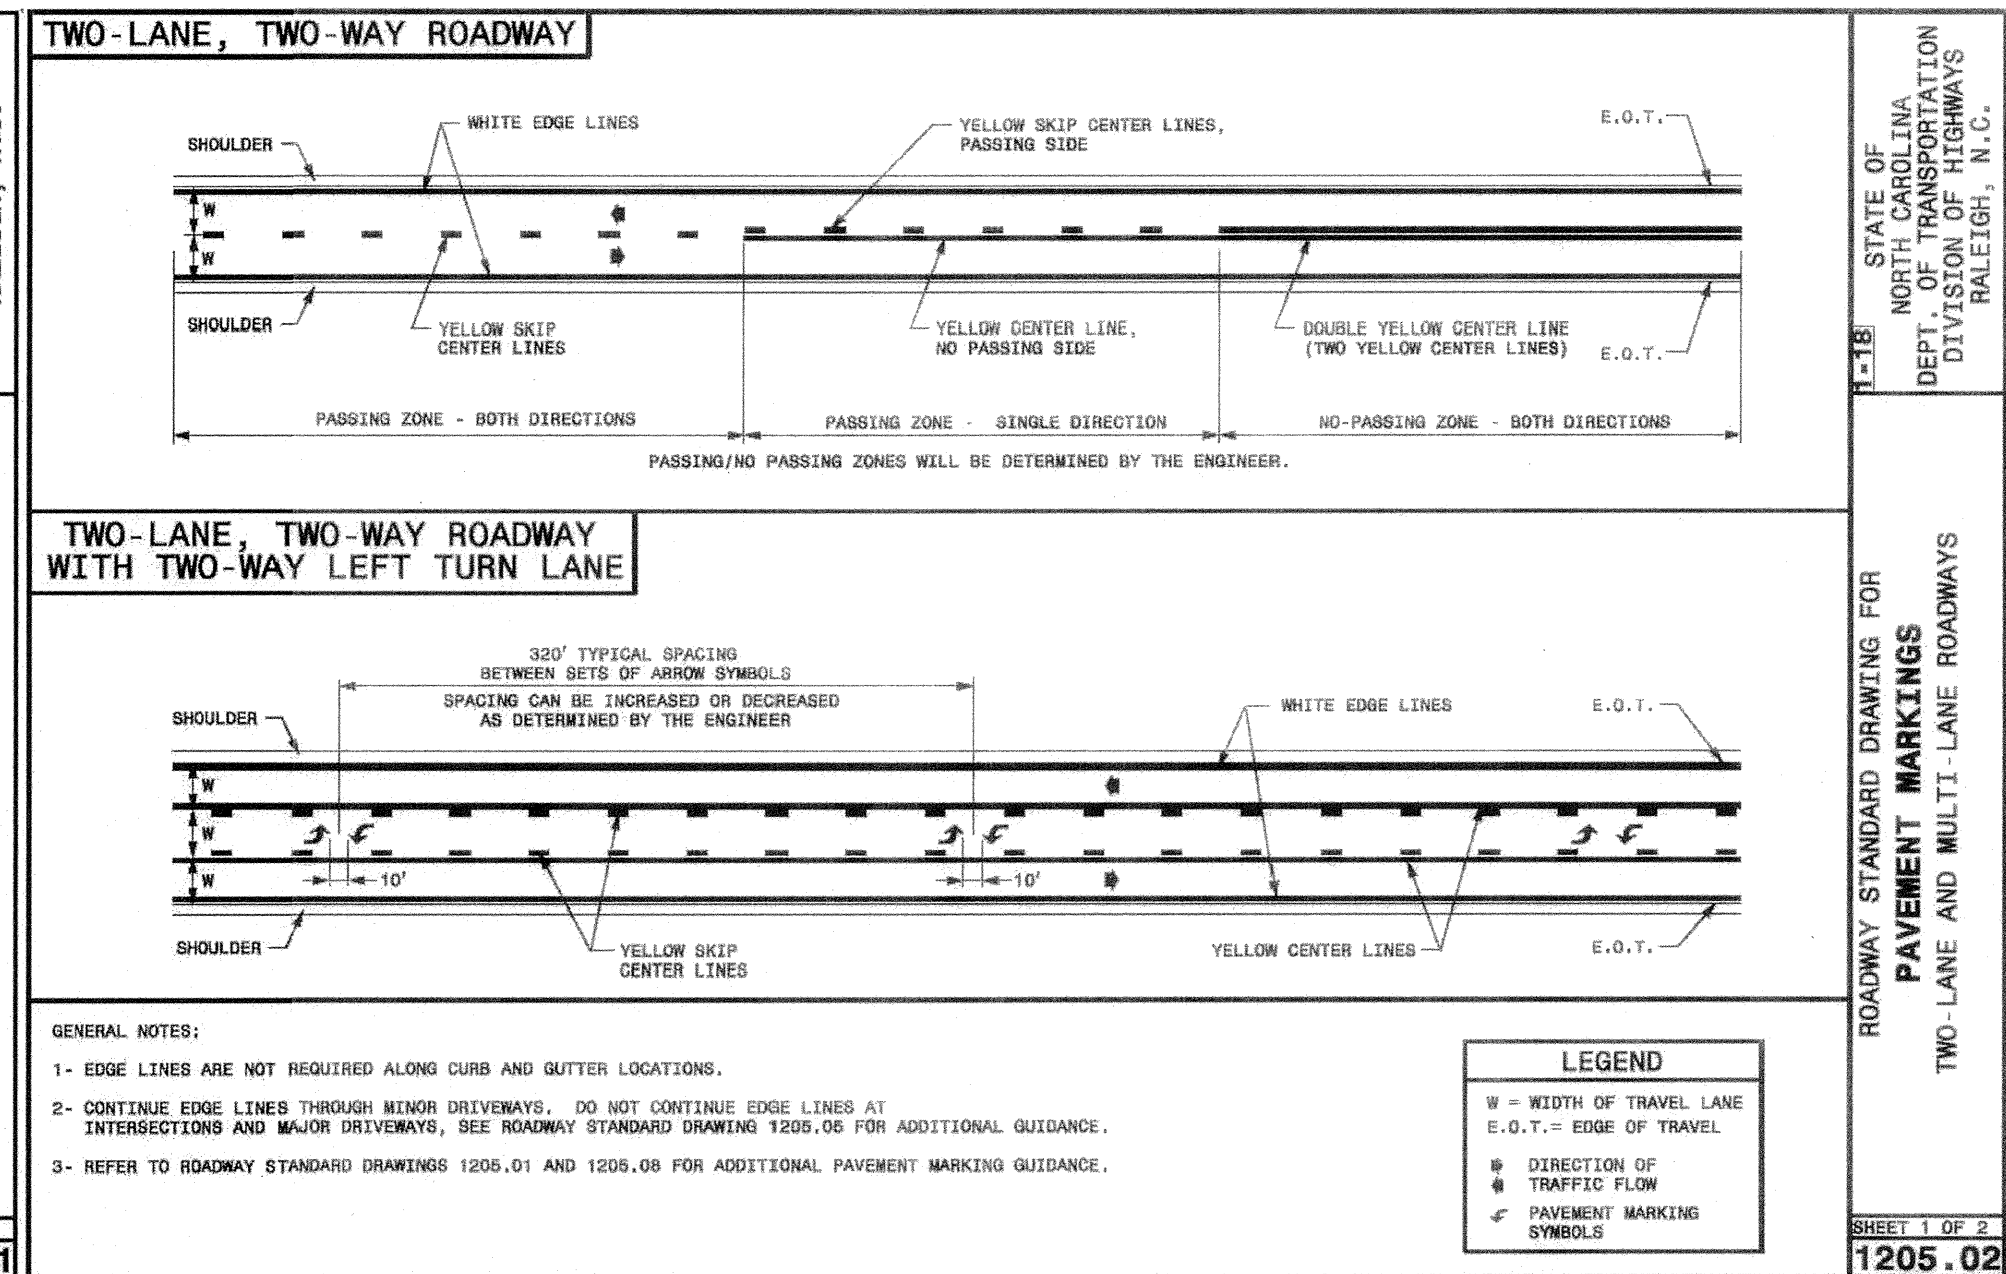 TWO-LANE, TWO-WAY ROADWAY
WHITE EDGE LINES
YELLOW SKIP CENTER LINES,
PASSING SIDE
E.O.T.
SHOULDER
W
W
SHOULDER
YELLOW SKIP
CENTER LINES
YELLOW CENTER LINE,
NO PASSING SIDE
DOUBLE YELLOW CENTER LINE
(TWO YELLOW CENTER LINES)
E.O.T.
PASSING ZONE - BOTH DIRECTIONS
PASSING ZONE - SINGLE DIRECTION
NO-PASSING ZONE - BOTH DIRECTIONS
PASSING/NO PASSING ZONES WILL BE DETERMINED BY THE ENGINEER.
TWO-LANE, TWO-WAY ROADWAY
WITH TWO-WAY LEFT TURN LANE
320' TYPICAL SPACING
BETWEEN SETS OF ARROW SYMBOLS
SPACING CAN BE INCREASED OR DECREASED
AS DETERMINED BY THE ENGINEER
SHOULDER
WHITE EDGE LINES
E.O.T.
W
W
W
10'
10'
SHOULDER
YELLOW SKIP
CENTER LINES
YELLOW CENTER LINES
E.O.T.
GENERAL NOTES:
1- EDGE LINES ARE NOT REQUIRED ALONG CURB AND GUTTER LOCATIONS.
2- CONTINUE EDGE LINES THROUGH MINOR DRIVEWAYS. DO NOT CONTINUE EDGE LINES AT
INTERSECTIONS AND MAJOR DRIVEWAYS, SEE ROADWAY STANDARD DRAWING 1205.05 FOR ADDITIONAL GUIDANCE.
3- REFER TO ROADWAY STANDARD DRAWINGS 1205.01 AND 1205.08 FOR ADDITIONAL PAVEMENT MARKING GUIDANCE.
LEGEND
W = WIDTH OF TRAVEL LANE
E.O.T.= EDGE OF TRAVEL
DIRECTION OF
TRAFFIC FLOW
PAVEMENT MARKING
SYMBOLS
1-18
STATE OF
NORTH CAROLINA
DEPT. OF TRANSPORTATION
DIVISION OF HIGHWAYS
RALEIGH, N.C.
ROADWAY STANDARD DRAWING FOR
PAVEMENT MARKINGS
TWO-LANE AND MULTI-LANE ROADWAYS
SHEET 1 OF 2
1205.02
1